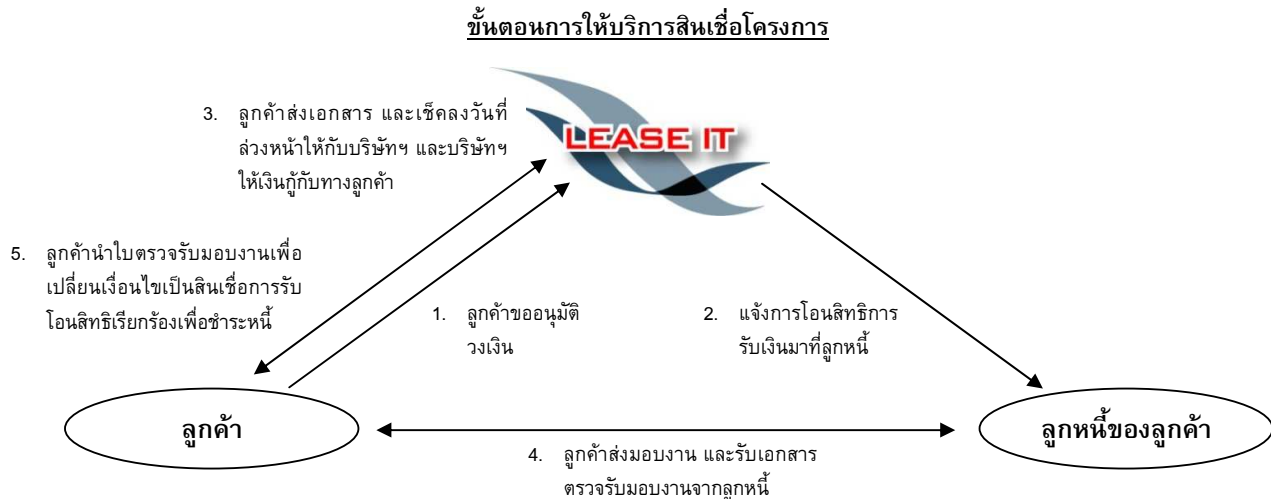 ขั้นตอนการให้บริการสินเชื่อโครงการ
LEASE IT
3. ลูกค้าส่งเอกสาร และเช็คลงวันที่
ล่วงหน้าให้กับบริษัทฯ และบริษัทฯ
ให้เงินกู้กับทางลูกค้า
5. ลูกค้านำใบตรวจรับมอบงานเพื่อ
เปลี่ยนเงื่อนไขเป็นสินเชื่อการรับ
โอนสิทธิเรียกร้องเพื่อชำระหนี้
1. ลูกค้าขออนุมัติ
วงเงิน
2. แจ้งการโอนสิทธิการ
รับเงินมาที่ลูกหนี้
ลูกค้า
ลูกหนี้ของลูกค้า
4. ลูกค้าส่งมอบงาน และรับเอกสาร
ตรวจรับมอบงานจากลูกหนี้